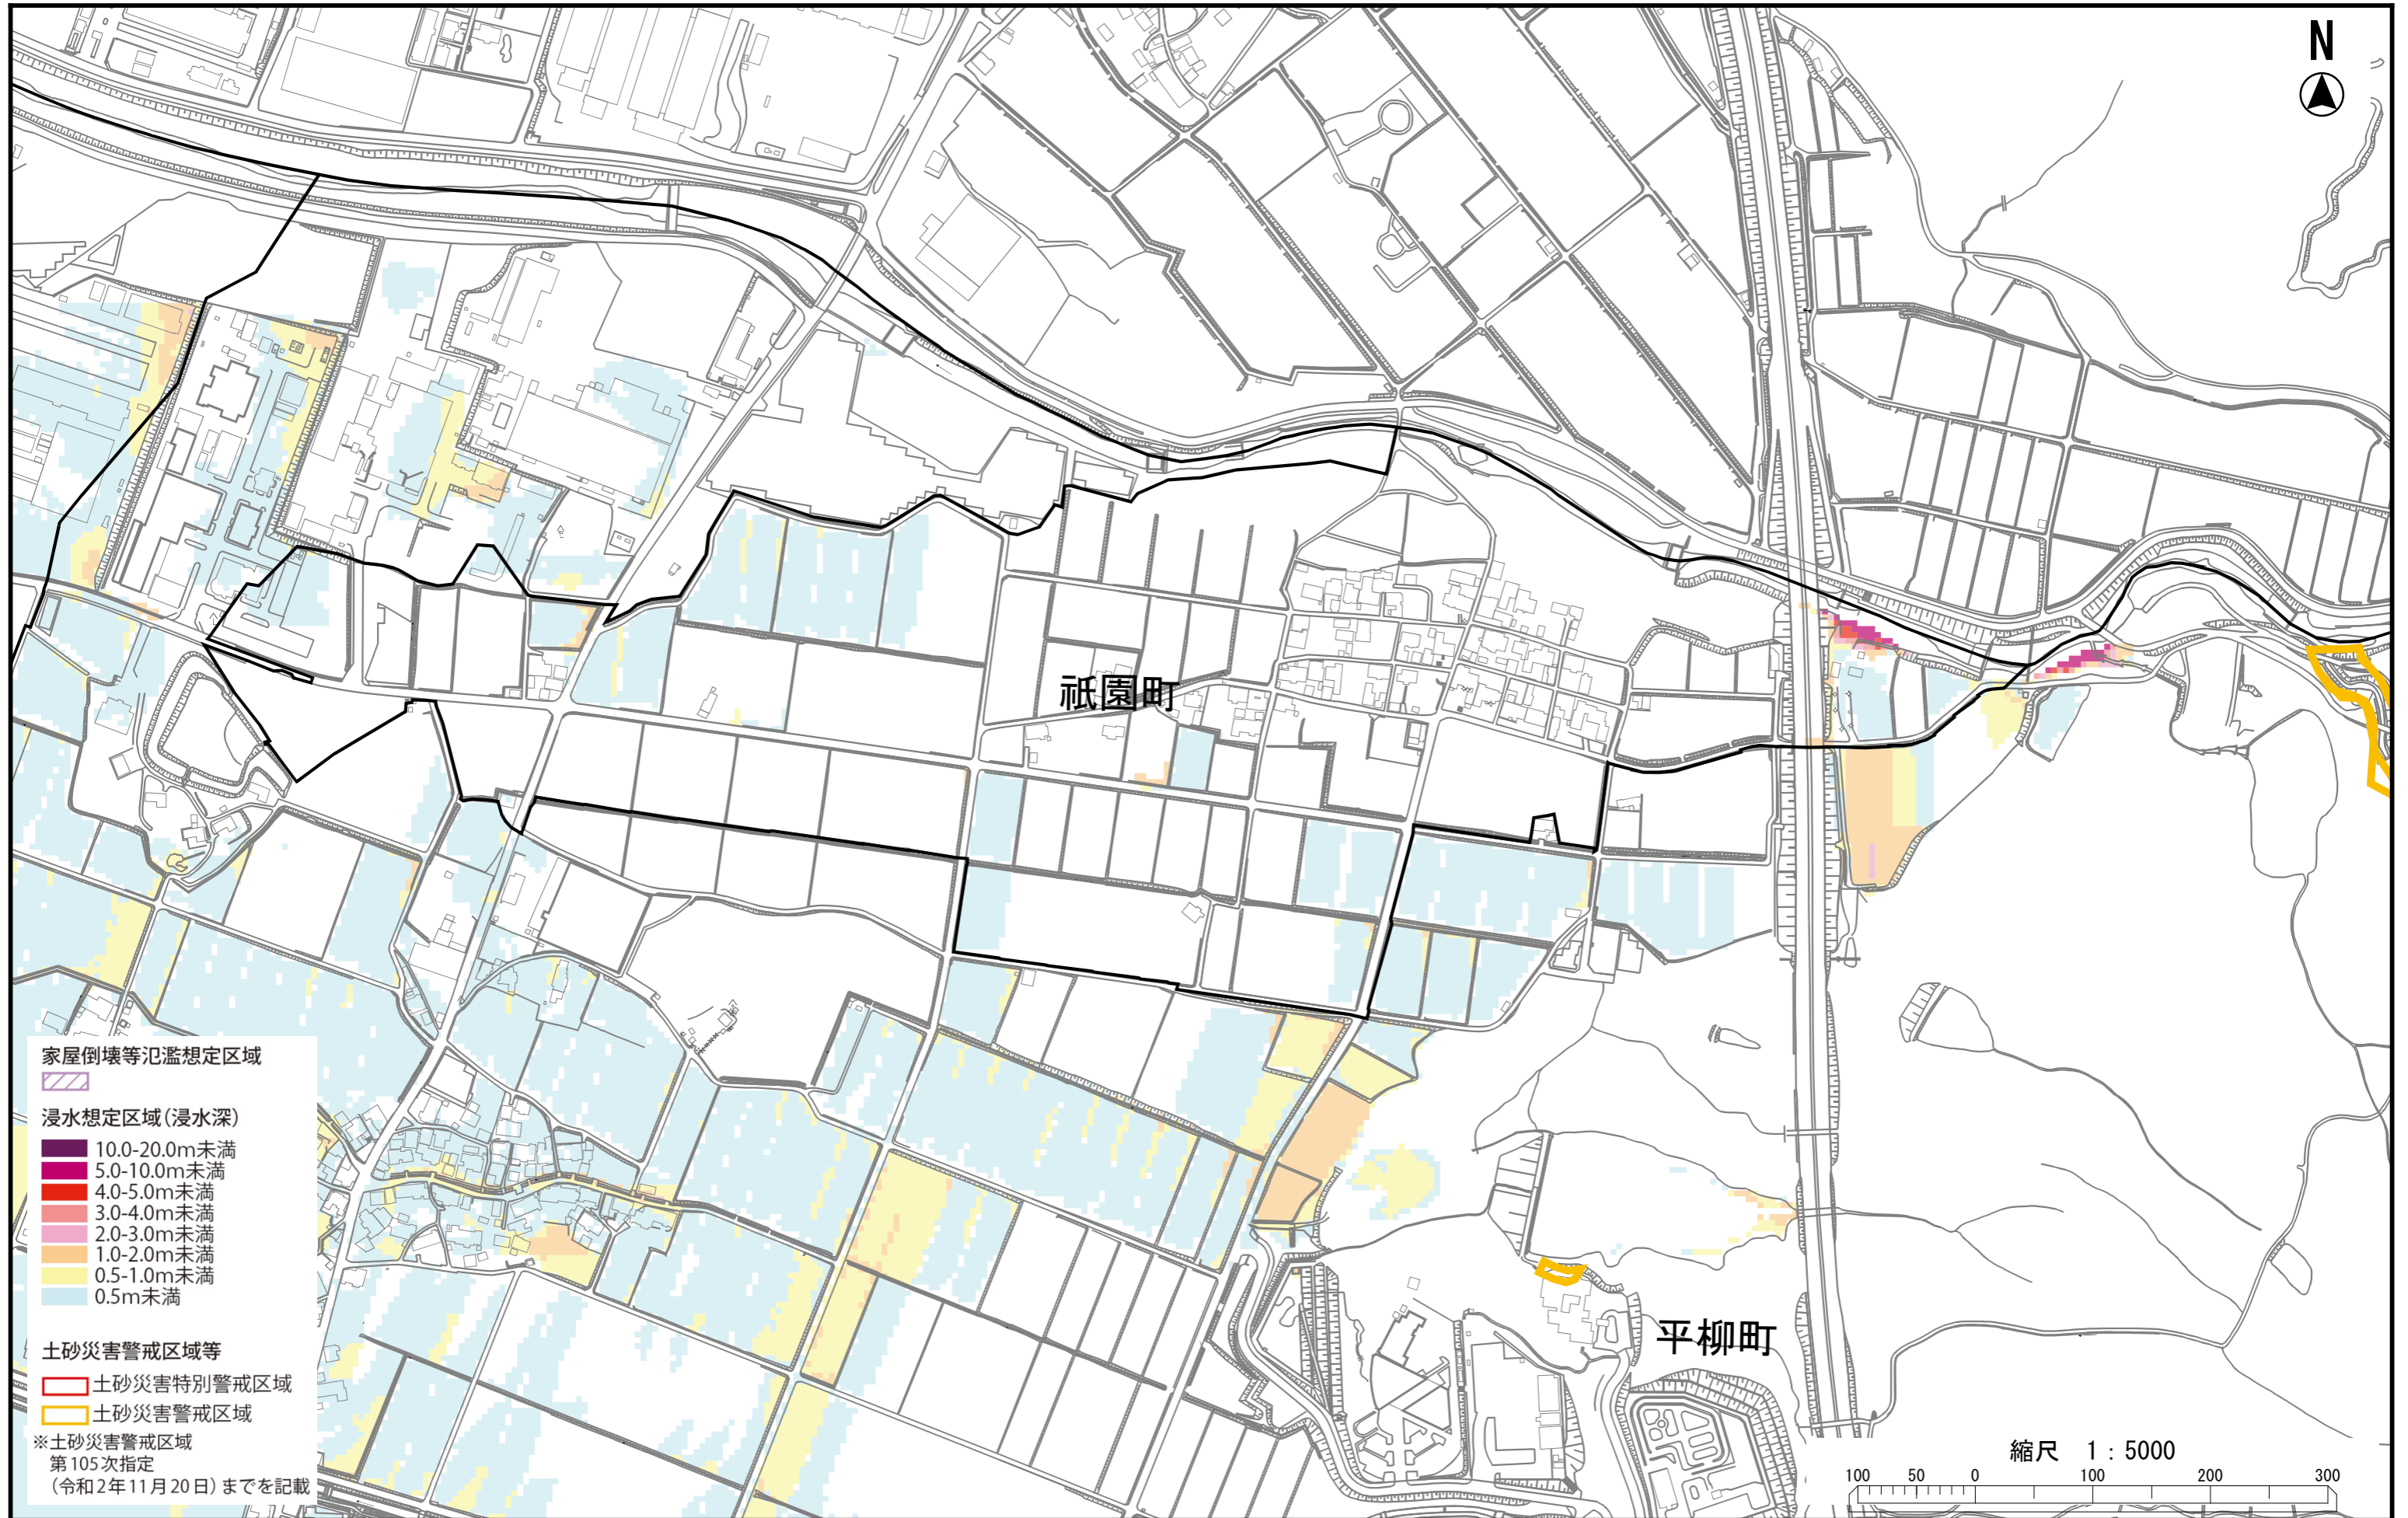 N
祇園町
家屋倒壊等氾濫想定区域
浸水想定区域(浸水深)
10.0-20.0m未満
5.0-10.0m未満
4.0-5.0m未満
3.0-4.0m未満
2.0-3.0m未満
1.0-2.0m未満
0.5-1.0m未満
0.5m未満
土砂災害警戒区域等
土砂災害特別警戒区域
土砂災害警戒区域
※土砂災害警戒区域
第105次指定
(令和2年11月20日)までを記載
平柳町
縮尺 1:5000
100 50 0 100 200 300